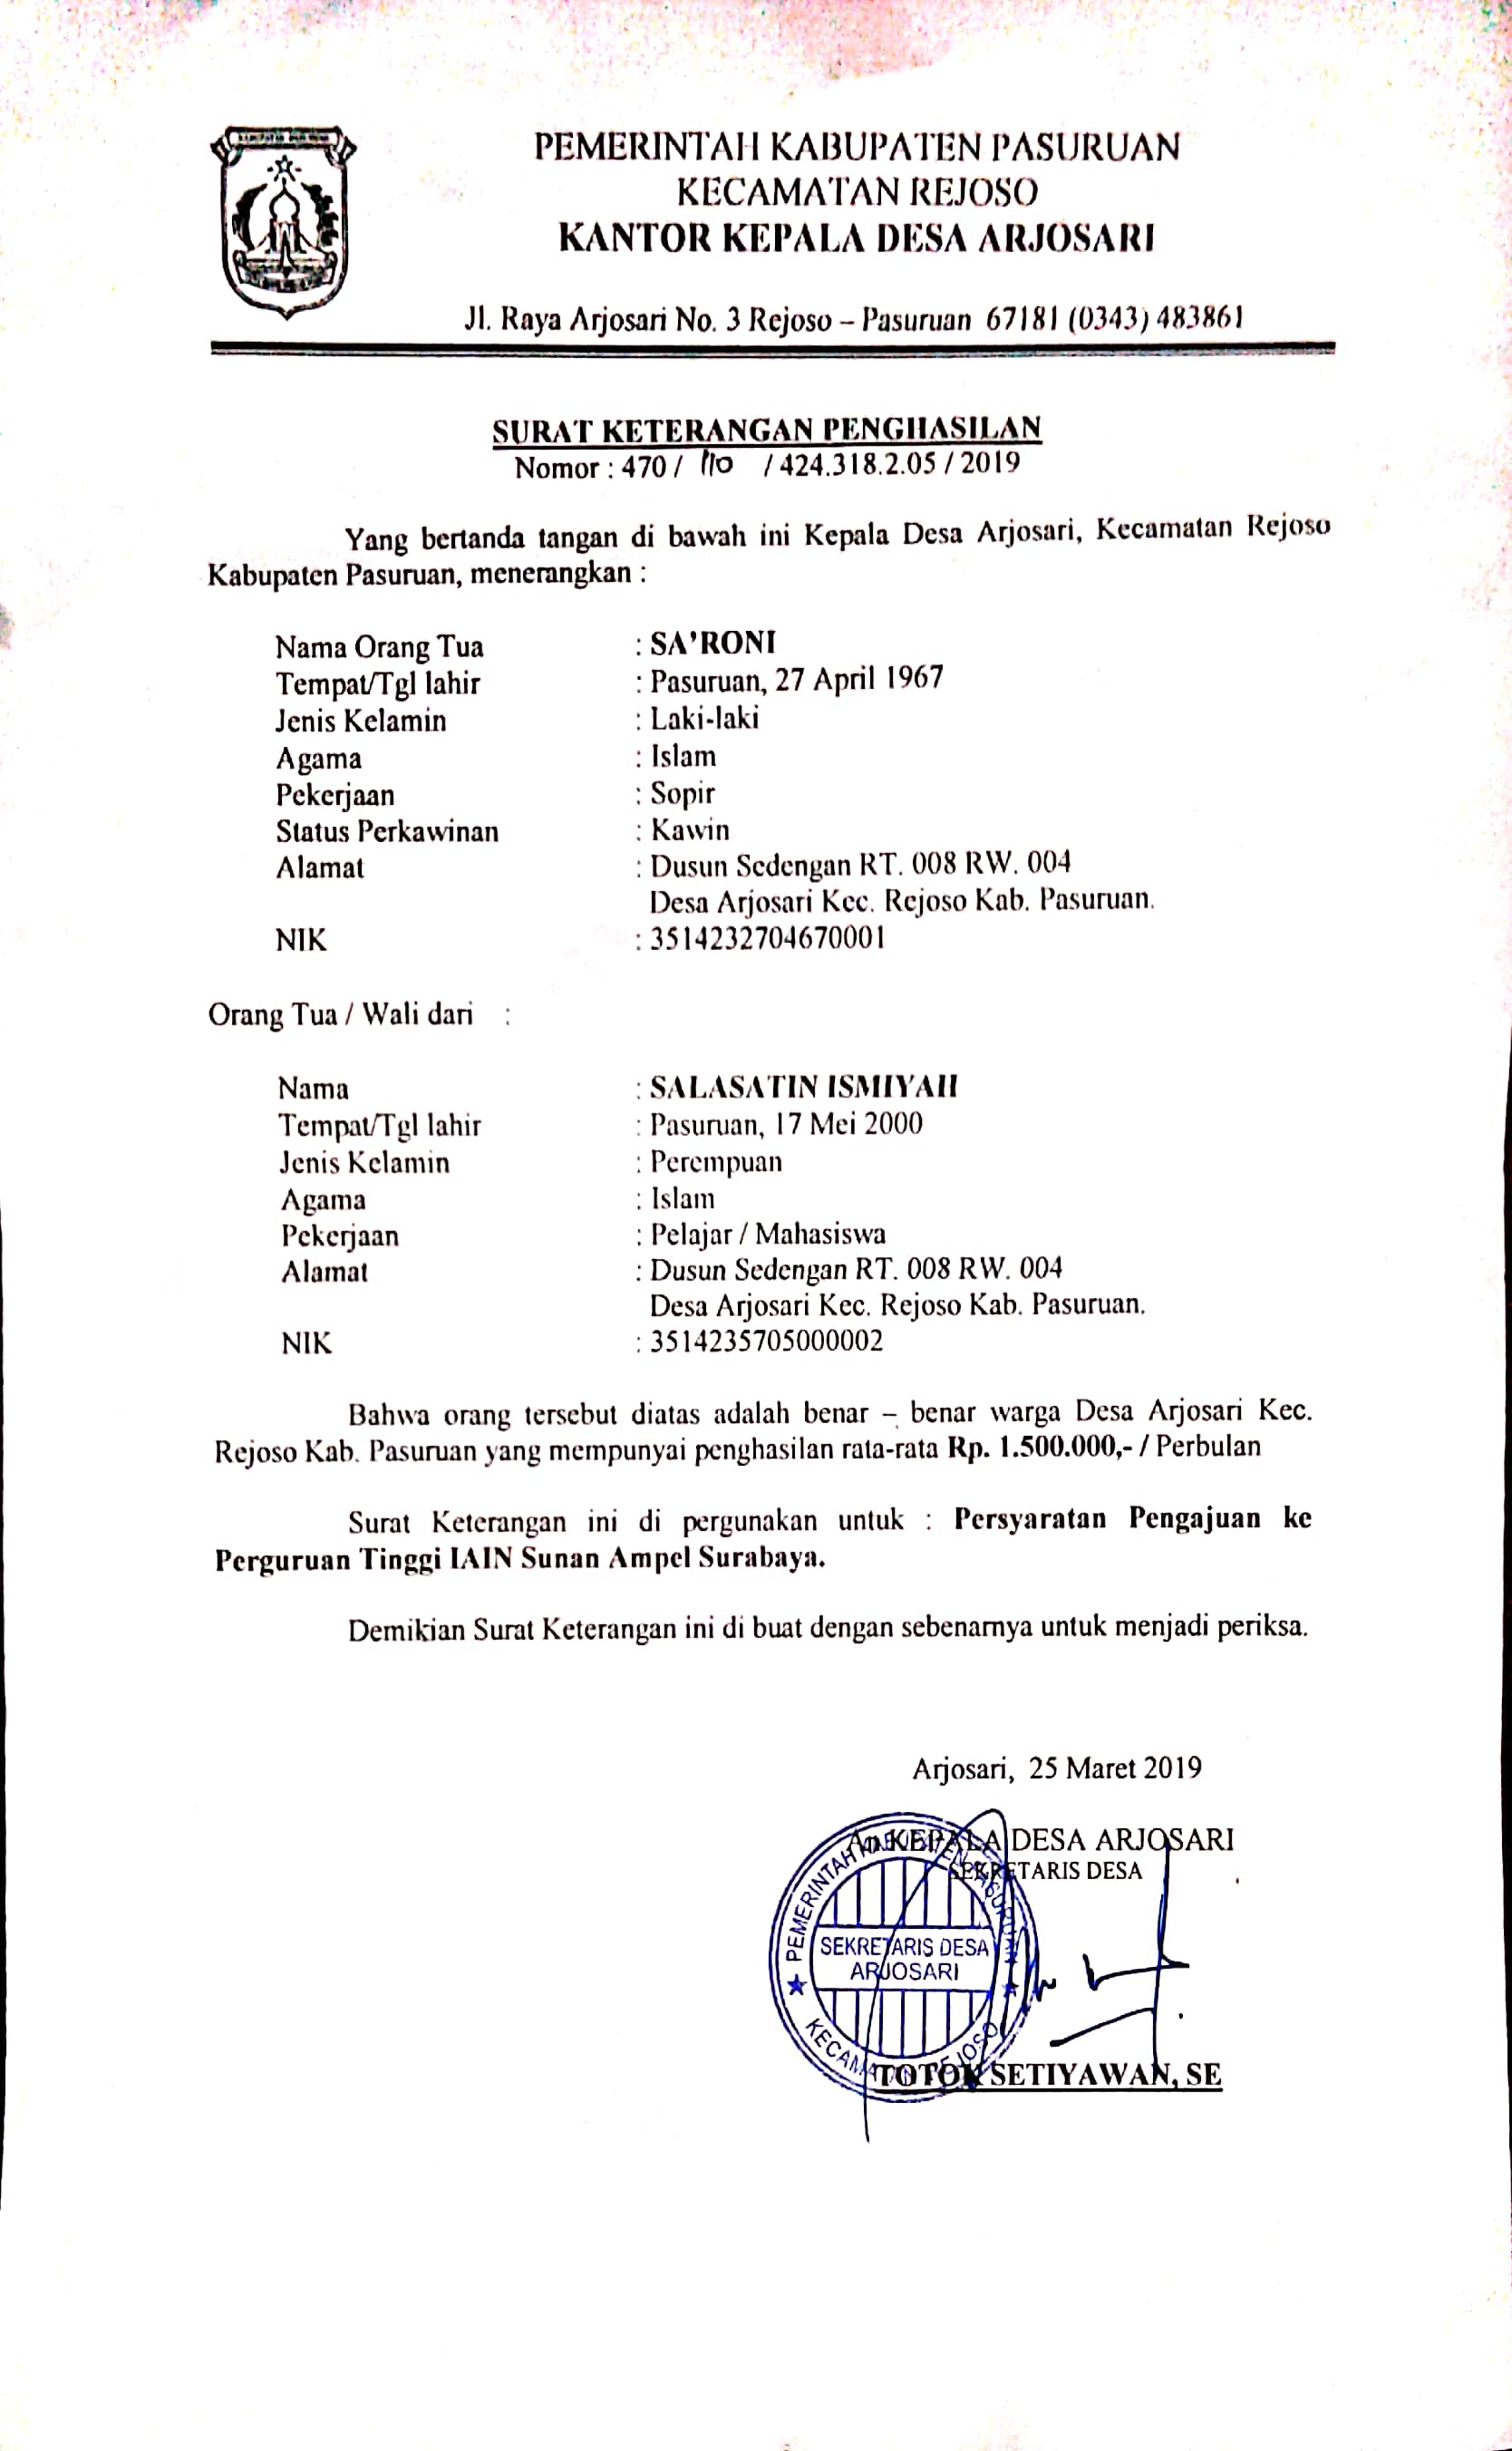 PEMERINTAH KABUPATEN PASURUAN
KECAMATAN REJOSO
KANTOR KEPALA DESA ARJOSARI
Jl. Raya Arjosari No. 3 Rejoso – Pasuruan 67181 (0343) 483861
SURAT KETERANGAN PENGHASILAN
Nomor : 470 / 110 / 424.318.2.05 / 2019
Yang bertanda tangan di bawah ini Kepala Desa Arjosari, Kecamatan Rejoso
Kabupaten Pasuruan, menerangkan :
Nama Orang Tua : SA'RONI
Tempat/Tgl lahir : Pasuruan, 27 April 1967
Jenis Kelamin : Laki-laki
Agama : Islam
Pekerjaan : Sopir
Status Perkawinan : Kawin
Alamat : Dusun Sedengan RT. 008 RW. 004
Desa Arjosari Kec. Rejoso Kab. Pasuruan.
NIK : 3514232704670001
Orang Tua / Wali dari :
Nama : SALASATIN ISMIYAH
Tempat/Tgl lahir : Pasuruan, 17 Mei 2000
Jenis Kelamin : Perempuan
Agama : Islam
Pekerjaan : Pelajar / Mahasiswa
Alamat : Dusun Sedengan RT. 008 RW. 004
Desa Arjosari Kec. Rejoso Kab. Pasuruan.
NIK : 3514235705000002
Bahwa orang tersebut diatas adalah benar – benar warga Desa Arjosari Kec.
Rejoso Kab. Pasuruan yang mempunyai penghasilan rata-rata Rp. 1.500.000,- / Perbulan
Surat Keterangan ini di pergunakan untuk : Persyaratan Pengajuan ke
Perguruan Tinggi IAIN Sunan Ampel Surabaya.
Demikian Surat Keterangan ini di buat dengan sebenarnya untuk menjadi periksa.
Arjosari, 25 Maret 2019
An KEPALA DESA ARJOSARI
SEKRETARIS DESA
PEMERINTAH KABUPATEN PASURUAN
SEKRETARIS DESA
ARJOSARI
KECAMATAN REJOSO
TOTOK SETIYAWAN, SE